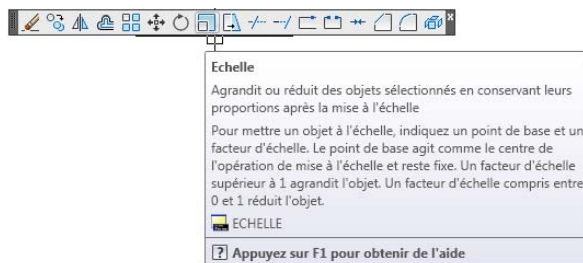 Echelle
Agrandit ou réduit des objets sélectionnés en conservant leurs
proportions après la mise à l'échelle
Pour mettre un objet à l'échelle, indiquez un point de base et un
facteur d'échelle. Le point de base agit comme le centre de
l'opération de mise à l'échelle et reste fixe. Un facteur d'échelle
supérieur à 1 agrandit l'objet. Un facteur d'échelle compris entre
0 et 1 réduit l'objet.
ECHELLE
? Appuyez sur F1 pour obtenir de l'aide